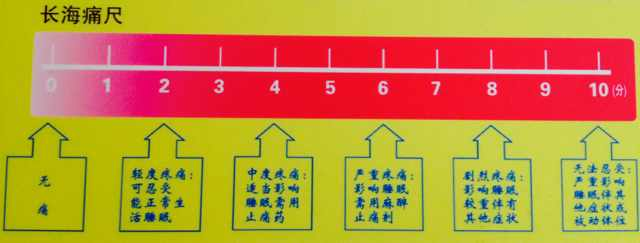 长海痛尺
0 1 2 3 4 5 6 7 8 9 10 (分)
无
痛
轻度疼痛：
可忍受
能正常生
活睡眠
中度疼痛：
适当影响
睡眠需用
止痛药
严重疼痛：
影响睡眠
需用麻醉
止痛剂
剧烈疼痛：
影响睡眠
较重伴有
其他症状
无法忍受：
严重影响
睡眠伴其
他症状或
被动体位